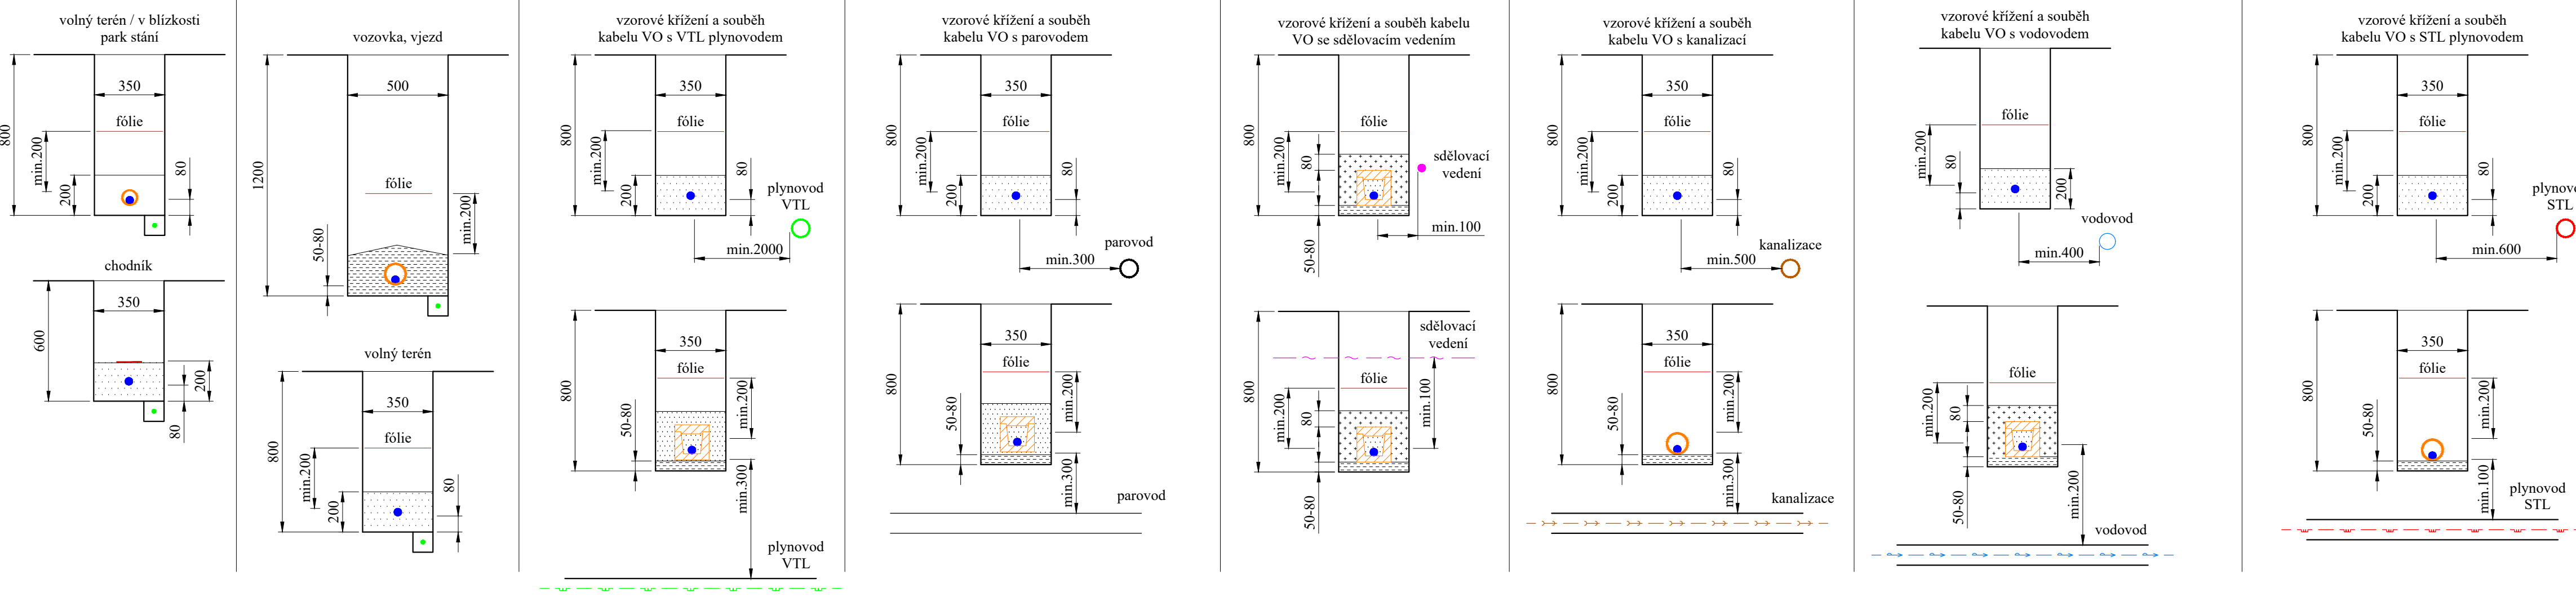 volný terén / v blízkosti
park stání
350
800
fólie
min.200
200
80
chodník
350
600
200
80
vozovka, vjezd
500
1200
fólie
min.200
50-80
volný terén
350
800
fólie
min.200
200
80
vzorové křížení a souběh
kabelu VO s VTL plynovodem
350
800
fólie
min.200
200
80
plynovod
VTL
min.2000
350
800
fólie
min.200
50-80
min.300
plynovod
VTL
vzorové křížení a souběh
kabelu VO s parovodem
350
800
fólie
min.200
200
80
parovod
min.300
350
800
fólie
min.200
50-80
min.300
parovod
vzorové křížení a souběh kabelu
VO se sdělovacím vedením
350
800
fólie
min.200
80
sdělovací
vedení
min.100
50-80
sdělovací
vedení
350
800
fólie
min.200
80
min.100
50-80
vzorové křížení a souběh
kabelu VO s kanalizací
350
800
fólie
min.200
200
80
kanalizace
min.500
350
800
fólie
min.200
50-80
min.300
kanalizace
vzorové křížení a souběh
kabelu VO s vodovodem
fólie
min.200
80
200
vodovod
min.400
fólie
min.200
80
50-80
min.200
vodovod
vzorové křížení a souběh
kabelu VO s STL plynovodem
350
800
fólie
min.200
200
80
plynovo
STL
min.600
350
800
fólie
min.200
50-80
min.100
plynovod
STL